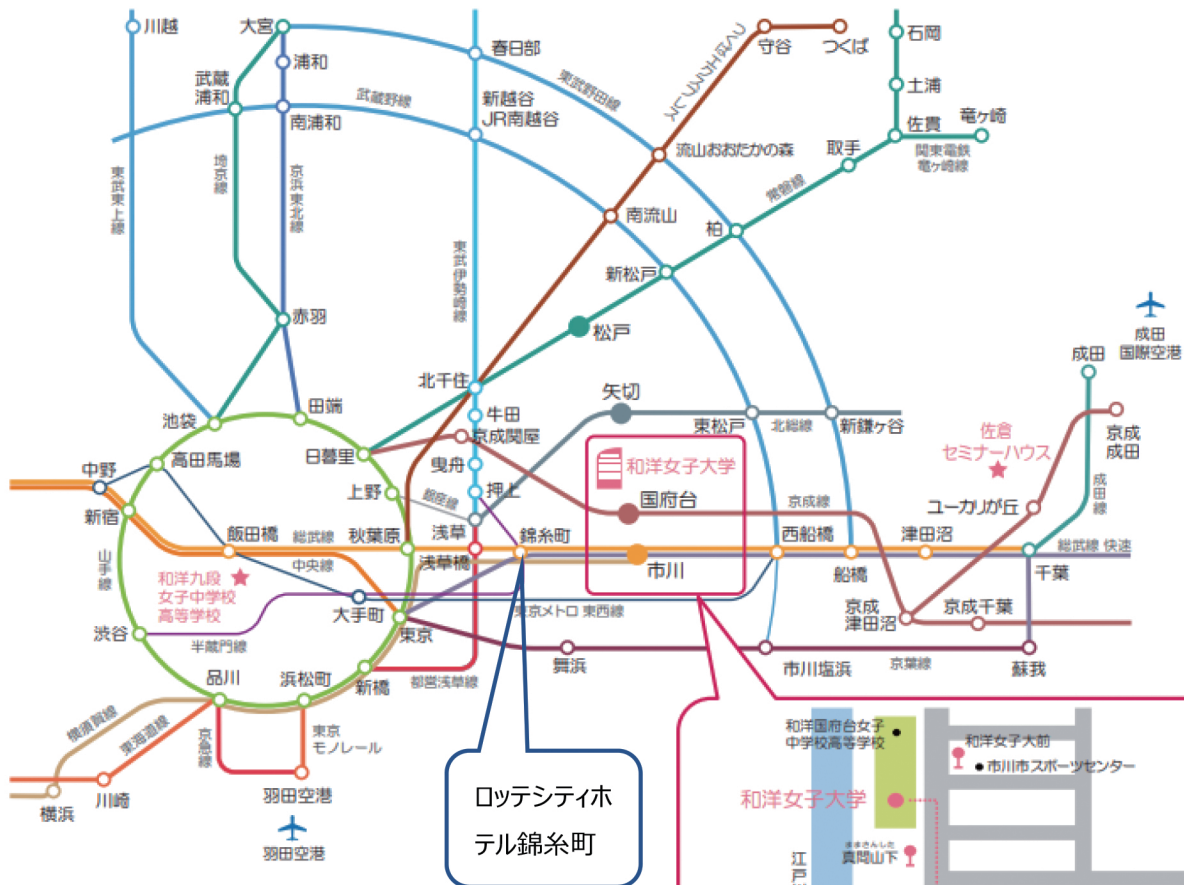 川越
大宮
浦和
武蔵
浦和
南浦和
武蔵野線
春日部
東武野田線
新越谷
JR南越谷
つくばエクスプレス
守谷
つくば
石岡
土浦
佐貫
竜ヶ崎
関東電鉄
竜ヶ崎線
取手
流山おおたかの森
常磐線
南流山
柏
新松戸
東武東上線
埼京線
京浜東北線
東武伊勢崎線
赤羽
松戸
成田
国際空港
成田
北千住
矢切
池袋
田端
牛田
京成関屋
東松戸
北総線
新鎌ヶ谷
佐倉
セミナーハウス
京成
成田
高田馬場
日暮里
曳舟
和洋女子大学
中野
上野
銀座線
押上
国府台
京成線
ユーカリが丘
成田線
新宿
飯田橋
総武線
秋葉原
浅草
錦糸町
西船橋
津田沼
総武線 快速
中央線
浅草橋
市川
船橋
千葉
山手線
和洋九段
女子中学校
高等学校
大手町
東京
東京メトロ 東西線
京成
津田沼
京成千葉
渋谷
半蔵門線
舞浜
市川塩浜
京葉線
蘇我
品川
浜松町
新橋
都営浅草線
横須賀線
東海道線
京急線
東京
モノレール
横浜
川崎
羽田空港
羽田空港
ロッテシティホ
テル錦糸町
和洋国府台女子
中学校高等学校
和洋女子大前
市川市スポーツセンター
和洋女子大学
ままさんした
真間山下
江戸